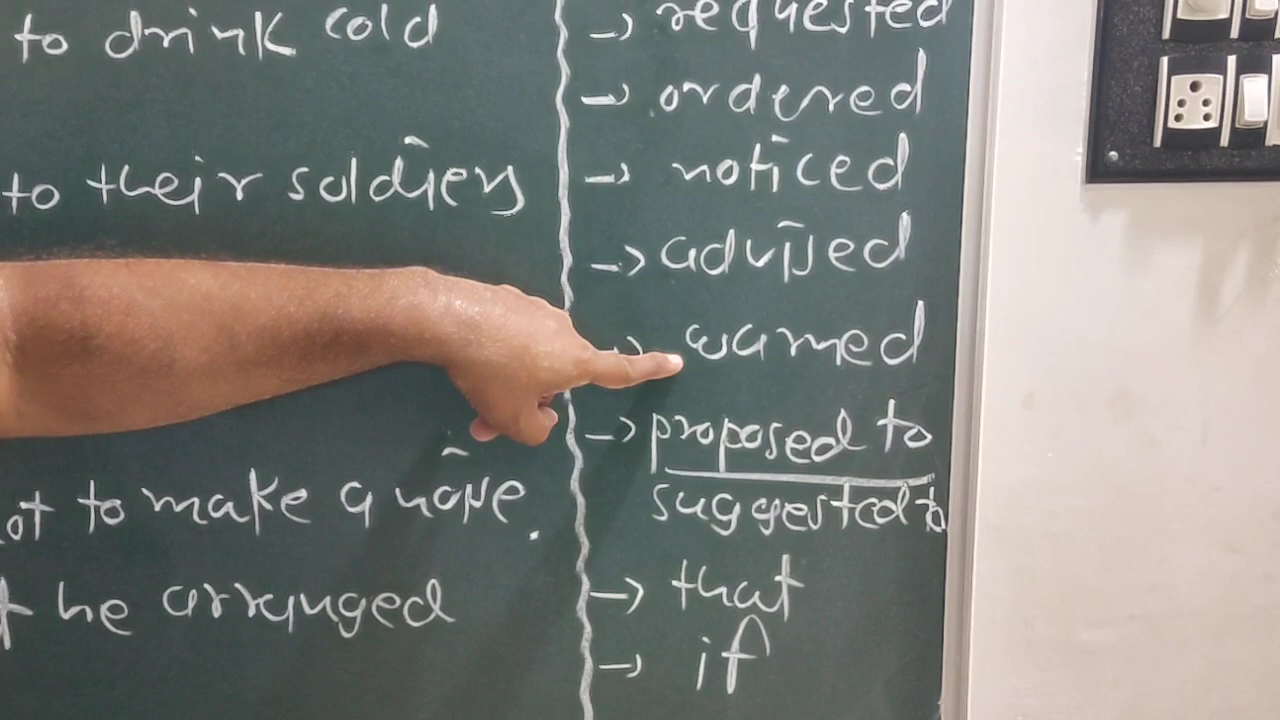 to drink cold
to their soldiers
ot to make a noise.
he arranged
→ requested
→ ordered
→ noticed
→ advised
→ warned
→ proposed to
suggested to
→ that
→ if